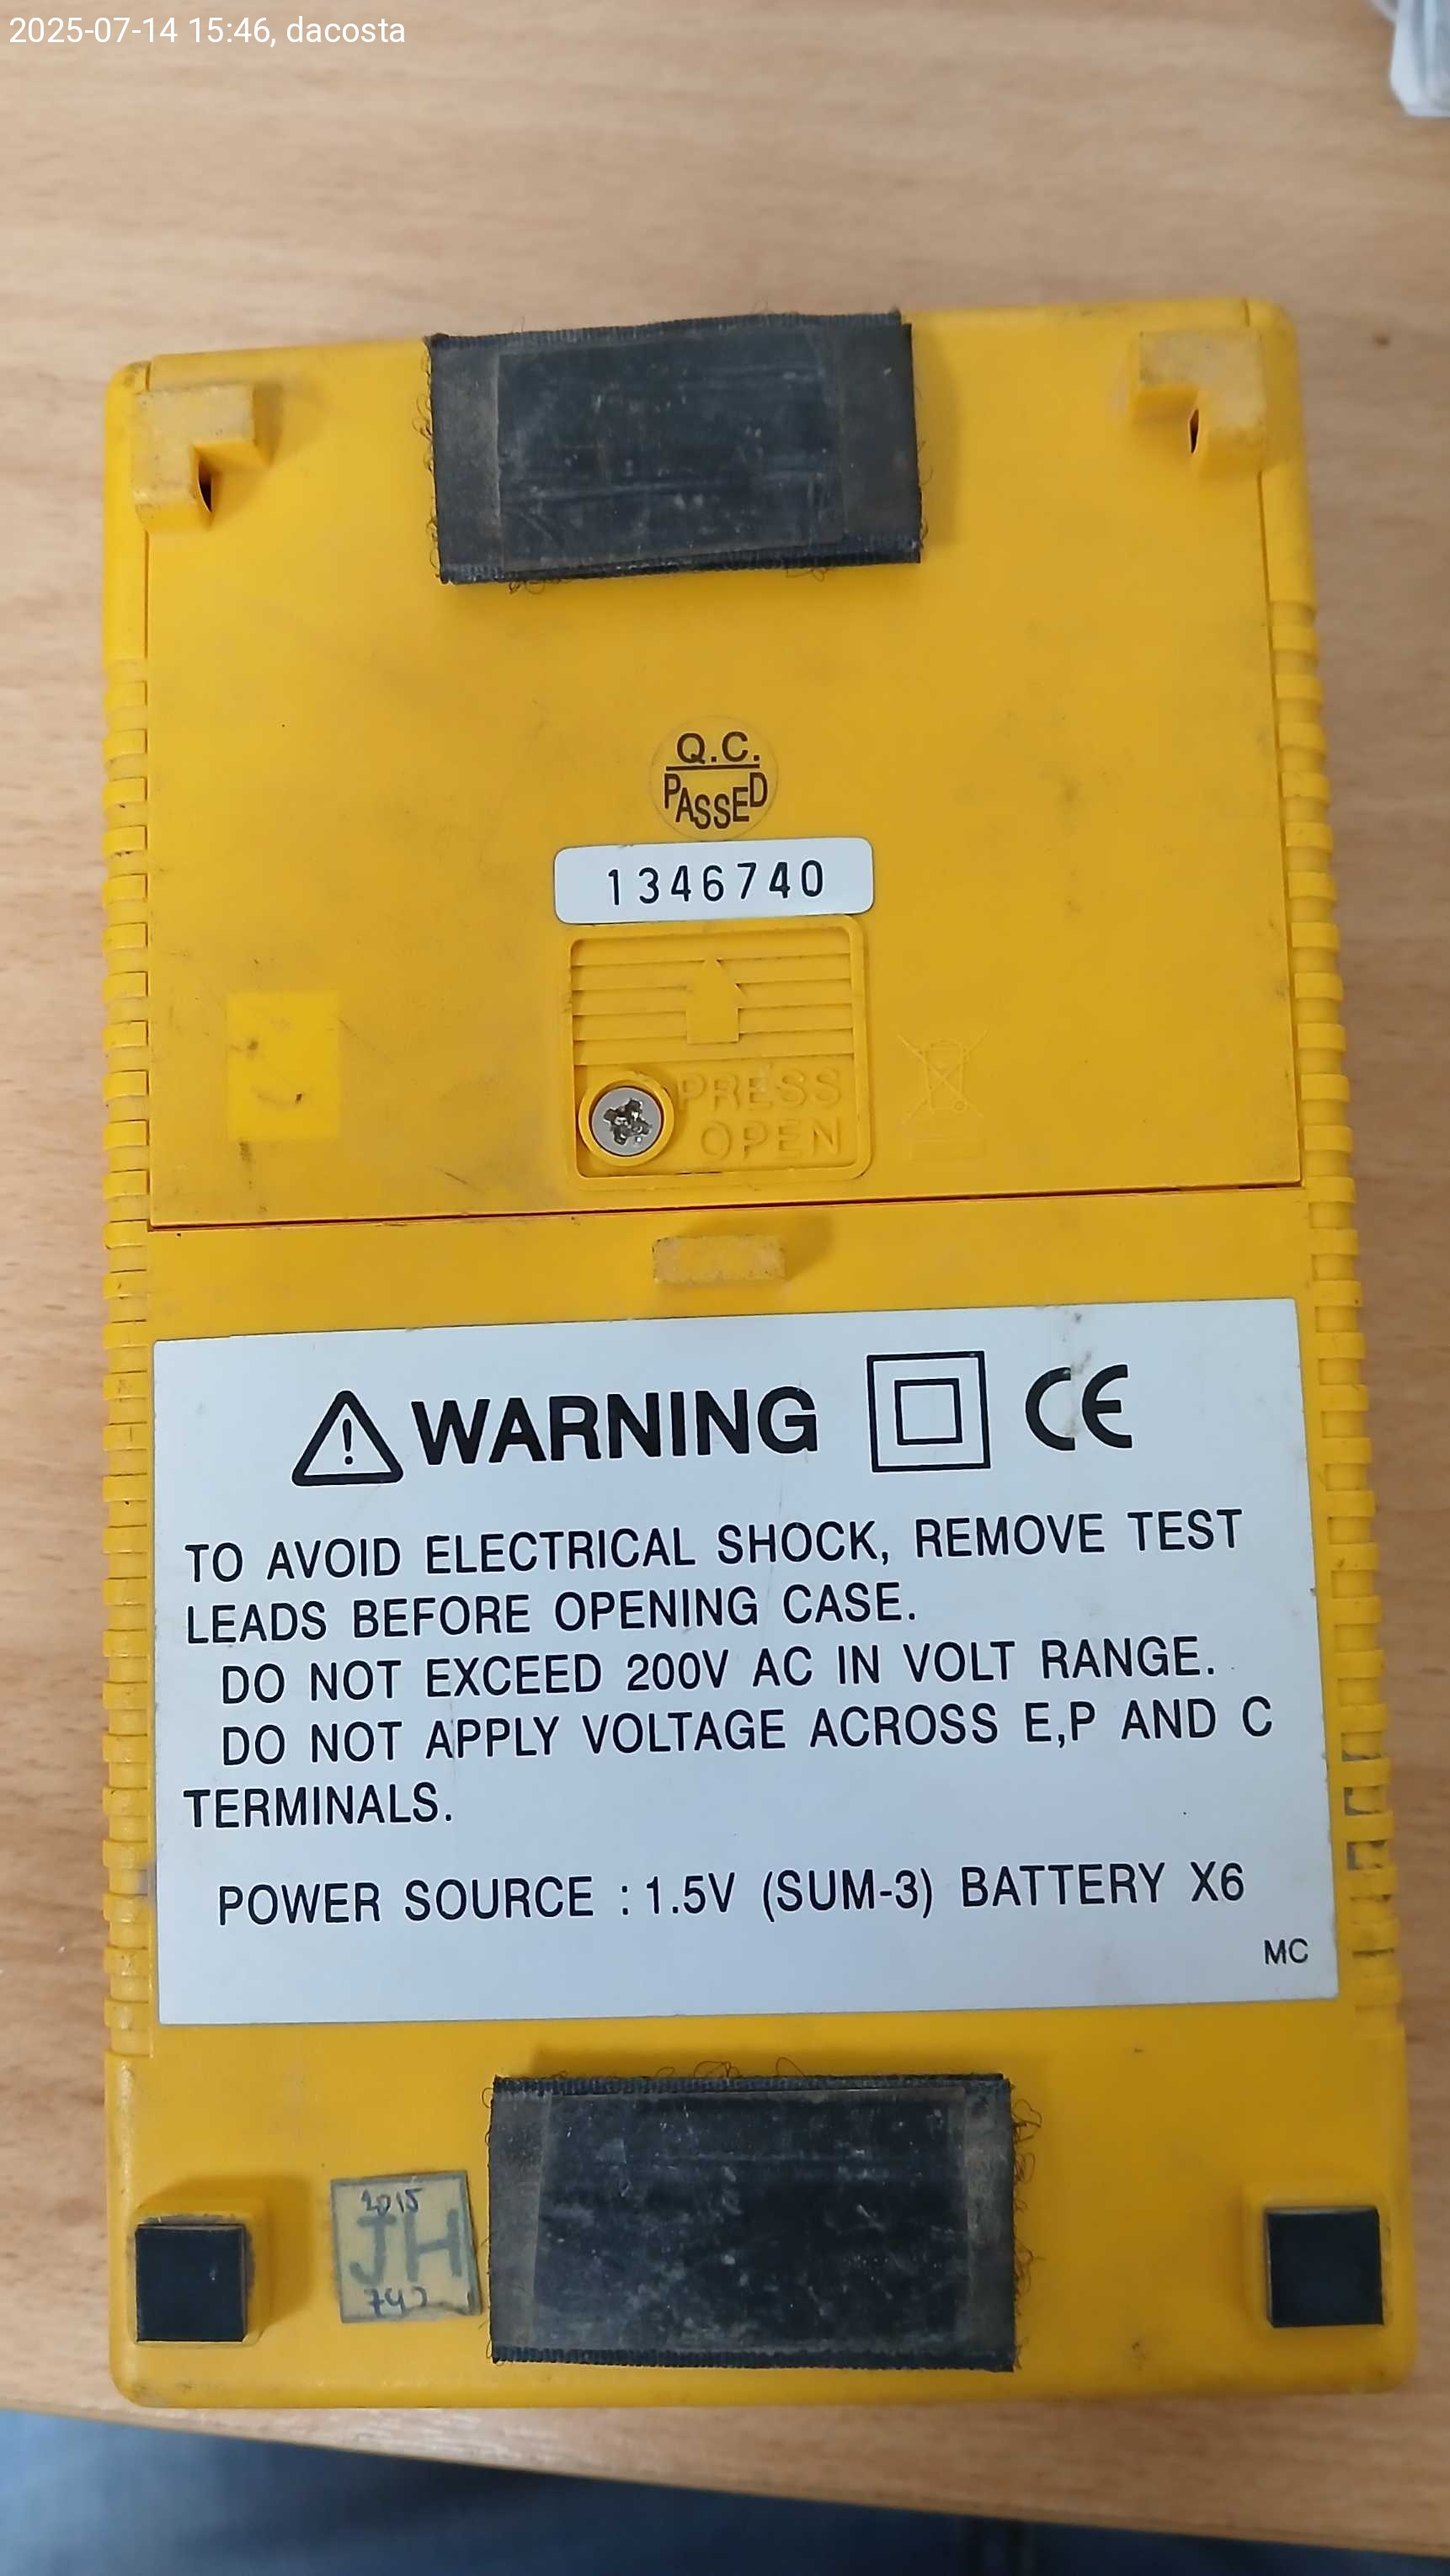 2025-07-14 15:46, dacosta
Q.C.
PASSED
1346740
PRESS
OPEN
WARNING CE
TO AVOID ELECTRICAL SHOCK, REMOVE TEST
LEADS BEFORE OPENING CASE.
DO NOT EXCEED 200V AC IN VOLT RANGE.
DO NOT APPLY VOLTAGE ACROSS E,P AND C
TERMINALS.
POWER SOURCE : 1.5V (SUM-3) BATTERY X6
MC
2015
JH